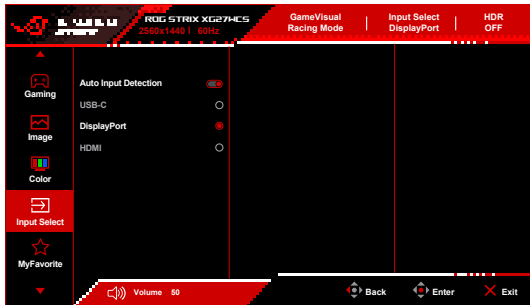 ROG STRIX XG27WCS
2560x1440 | 60Hz
GameVisual
Racing Mode
Input Select
DisplayPort
HDR
OFF
Gaming
Image
Color
Input Select
MyFavorite
Auto Input Detection
USB-C
DisplayPort
HDMI
Volume 50
Back
Enter
Exit